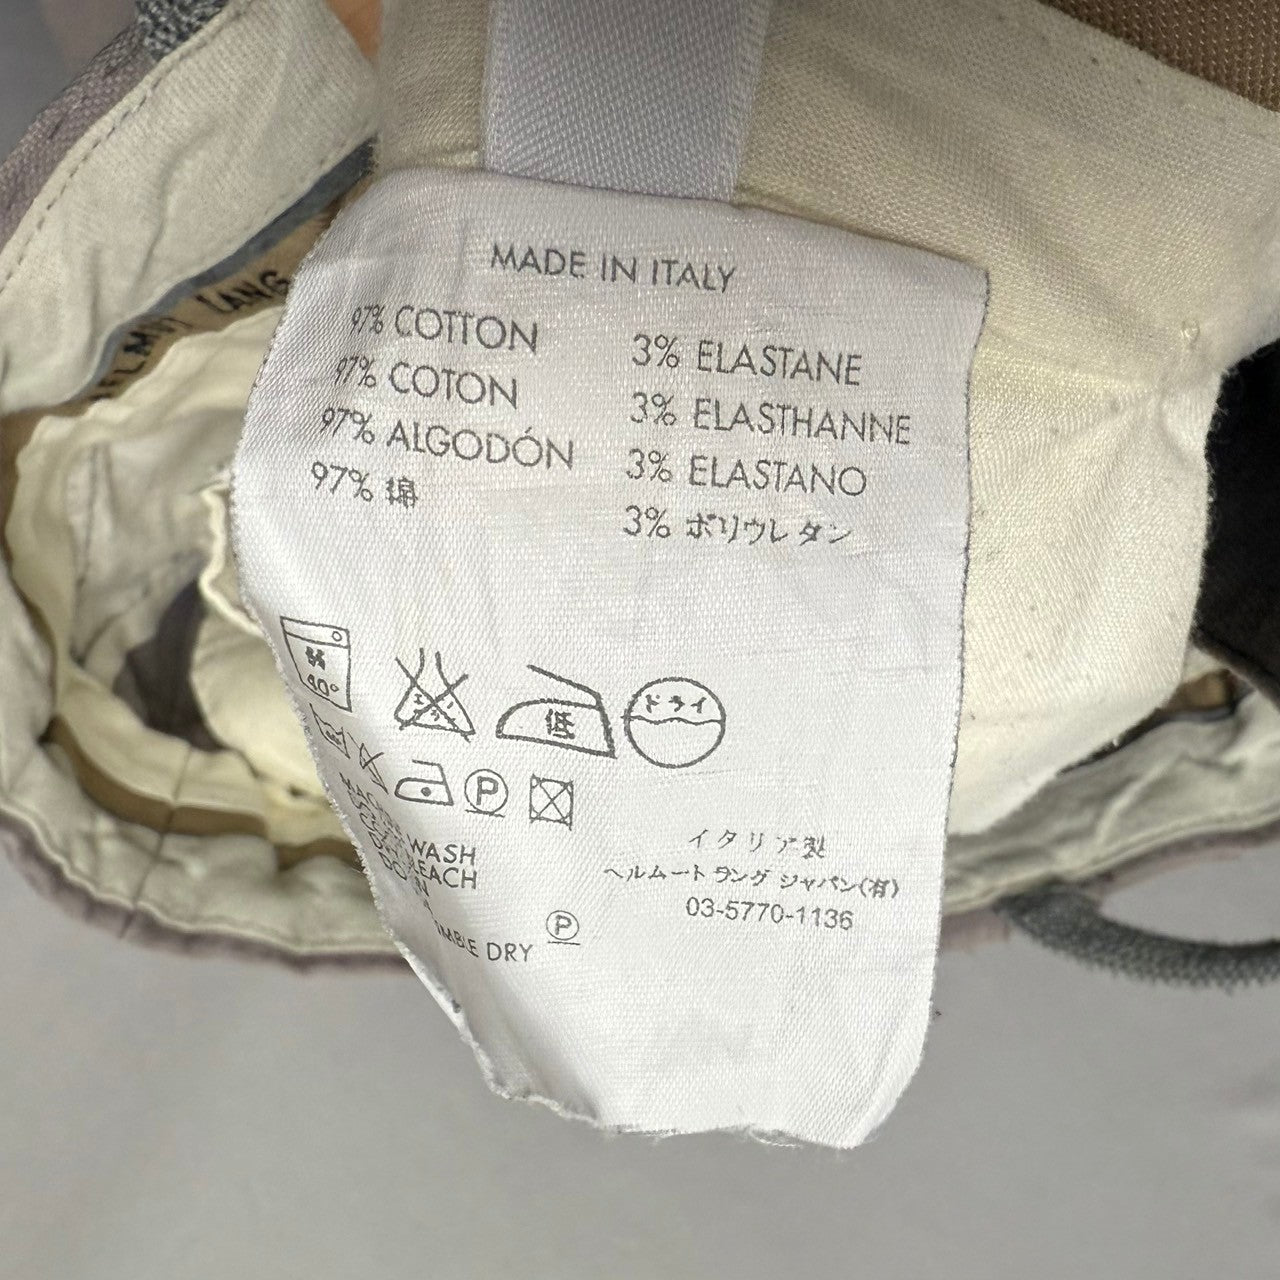 MADE IN ITALY
97% COTTON 3% ELASTANE
97% COTON 3% ELASTHANNE
97% ALGODÓN 3% ELASTANO
97% 綿 3% ポリウレタン
40°
低
ドライ
P
WASH
イタリア製
ヘルムート ラング ジャパン(有)
03-5770-1136
P
DRY
LANG